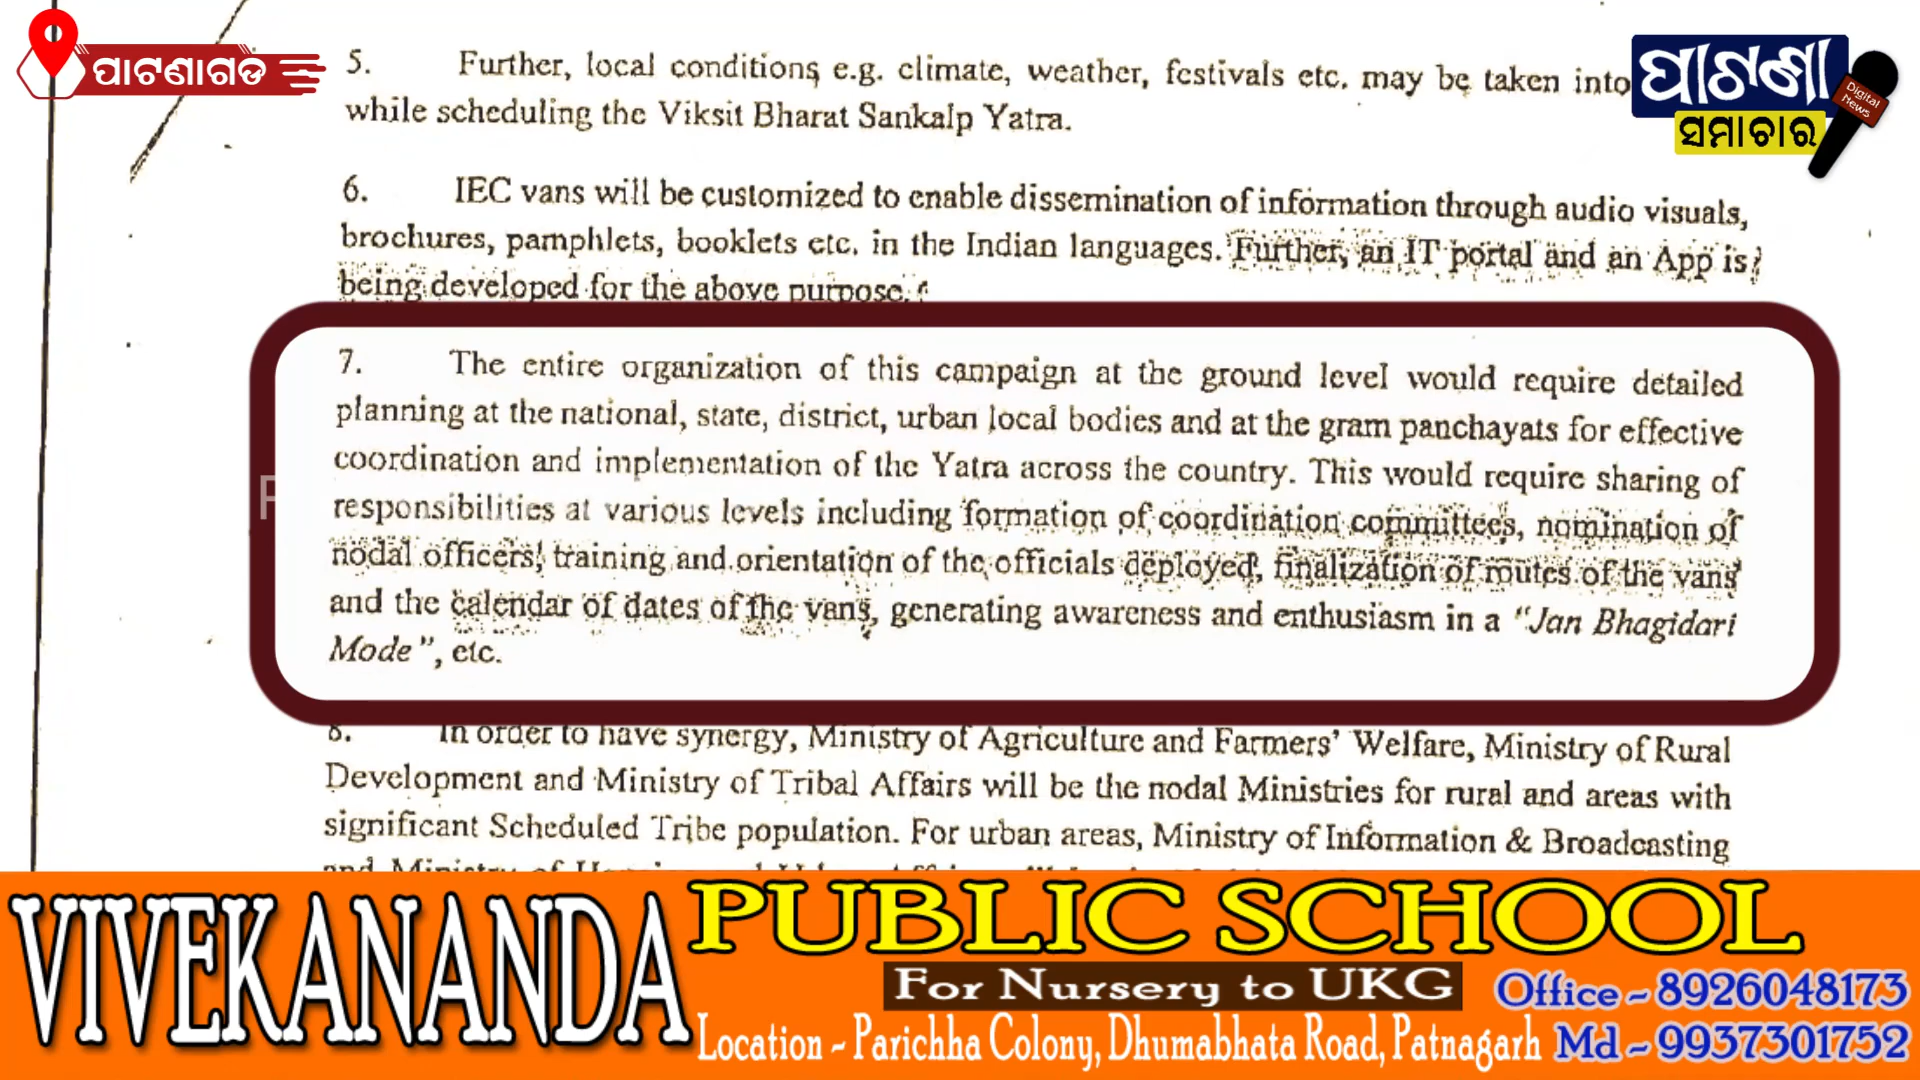 ପାଟଣାଗଡ
ପାଟଣା
ସମାଚାର
Digital
News
5. Further, local conditions e.g. climate, weather, festivals etc. may be taken into
while scheduling the Viksit Bharat Sankalp Yatra.
6. IEC vans will be customized to enable dissemination of information through audio visuals,
brochures, pamphlets, booklets etc. in the Indian languages. Further, an IT portal and an App is
being developed for the above purpose.
7. The entire organization of this campaign at the ground level would require detailed
planning at the national, state, district, urban local bodies and at the gram panchayats for effective
coordination and implementation of the Yatra across the country. This would require sharing of
responsibilities at various levels including formation of coordination committees, nomination of
nodal officers, training and orientation of the officials deployed, finalization of routes of the vans
and the calendar of dates of the vans, generating awareness and enthusiasm in a "Jan Bhagidari
Mode", etc.
8. In order to have synergy, Ministry of Agriculture and Farmers' Welfare, Ministry of Rural
Development and Ministry of Tribal Affairs will be the nodal Ministries for rural and areas with
significant Scheduled Tribe population. For urban areas, Ministry of Information & Broadcasting
VIVEKANANDA PUBLIC SCHOOL
For Nursery to UKG
Location - Parichha Colony, Dhumabhata Road, Patnagarh
Office - 8926048173
Md - 9937301752